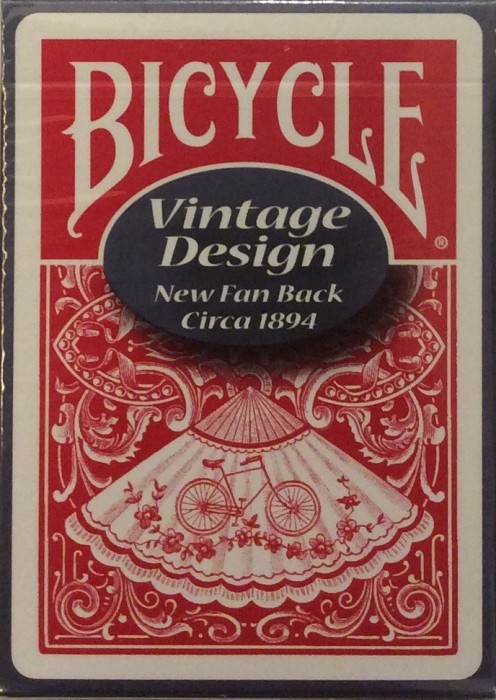 BICYCLE
®
Vintage
Design
New Fan Back
Circa 1894